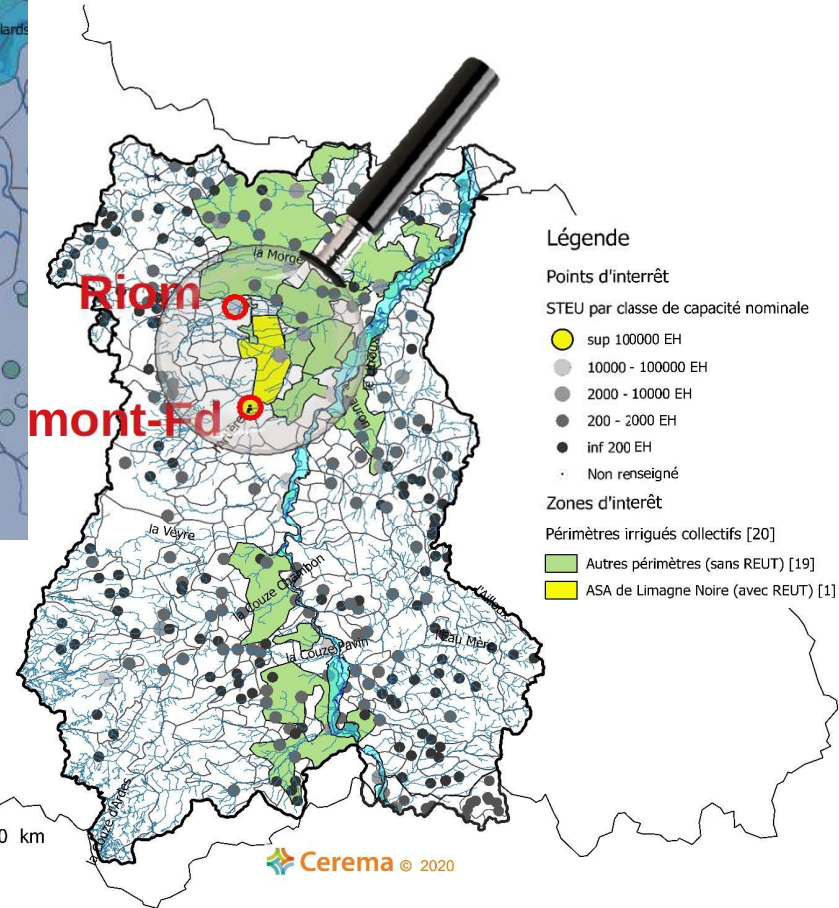 lards
la Morge
Riom
mont-Fd
la Veyre
la Couze Chambon
la Couze Pavin
l'Eau Mère
l'Ailloux
la Couze d'Ardes
0 km
Légende
Points d'interrêt
STEU par classe de capacité nominale
sup 100000 EH
10000 - 100000 EH
2000 - 10000 EH
200 - 2000 EH
inf 200 EH
Non renseigné
Zones d'interêt
Périmètres irrigués collectifs [20]
Autres périmètres (sans REUT) [19]
ASA de Limagne Noire (avec REUT) [1]
Cerema © 2020